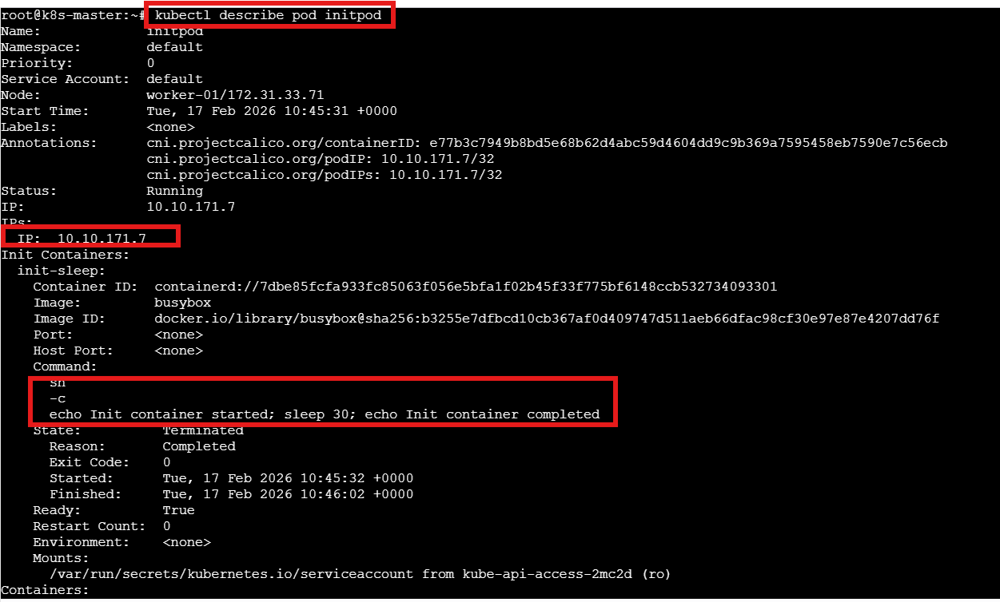 root@k8s-master:~# kubectl describe pod initpod
Name:             initpod
Namespace:        default
Priority:         0
Service Account:  default
Node:             worker-01/172.31.33.71
Start Time:       Tue, 17 Feb 2026 10:45:31 +0000
Labels:           <none>
Annotations:      cni.projectcalico.org/containerID: e77b3c7949b8bd5e68b62d4abc59d4604dd9c9b369a7595458eb7590e7c56ecb
                  cni.projectcalico.org/podIP: 10.10.171.7/32
                  cni.projectcalico.org/podIPs: 10.10.171.7/32
Status:           Running
IP:               10.10.171.7
IPs:
  IP:  10.10.171.7
Init Containers:
  init-sleep:
    Container ID:  containerd://7dbe85fcfa933fc85063f056e5bfa1f02b45f33f775bf6148ccb532734093301
    Image:         busybox
    Image ID:      docker.io/library/busybox@sha256:b3255e7dfbcd10cb367af0d409747d511aeb66dfac98cf30e97e87e4207dd76f
    Port:          <none>
    Host Port:     <none>
    Command:
      sh
      -c
      echo Init container started; sleep 30; echo Init container completed
    State:          Terminated
      Reason:       Completed
      Exit Code:    0
      Started:      Tue, 17 Feb 2026 10:45:32 +0000
      Finished:     Tue, 17 Feb 2026 10:46:02 +0000
    Ready:          True
    Restart Count:  0
    Environment:    <none>
    Mounts:
      /var/run/secrets/kubernetes.io/serviceaccount from kube-api-access-2mc2d (ro)
Containers: